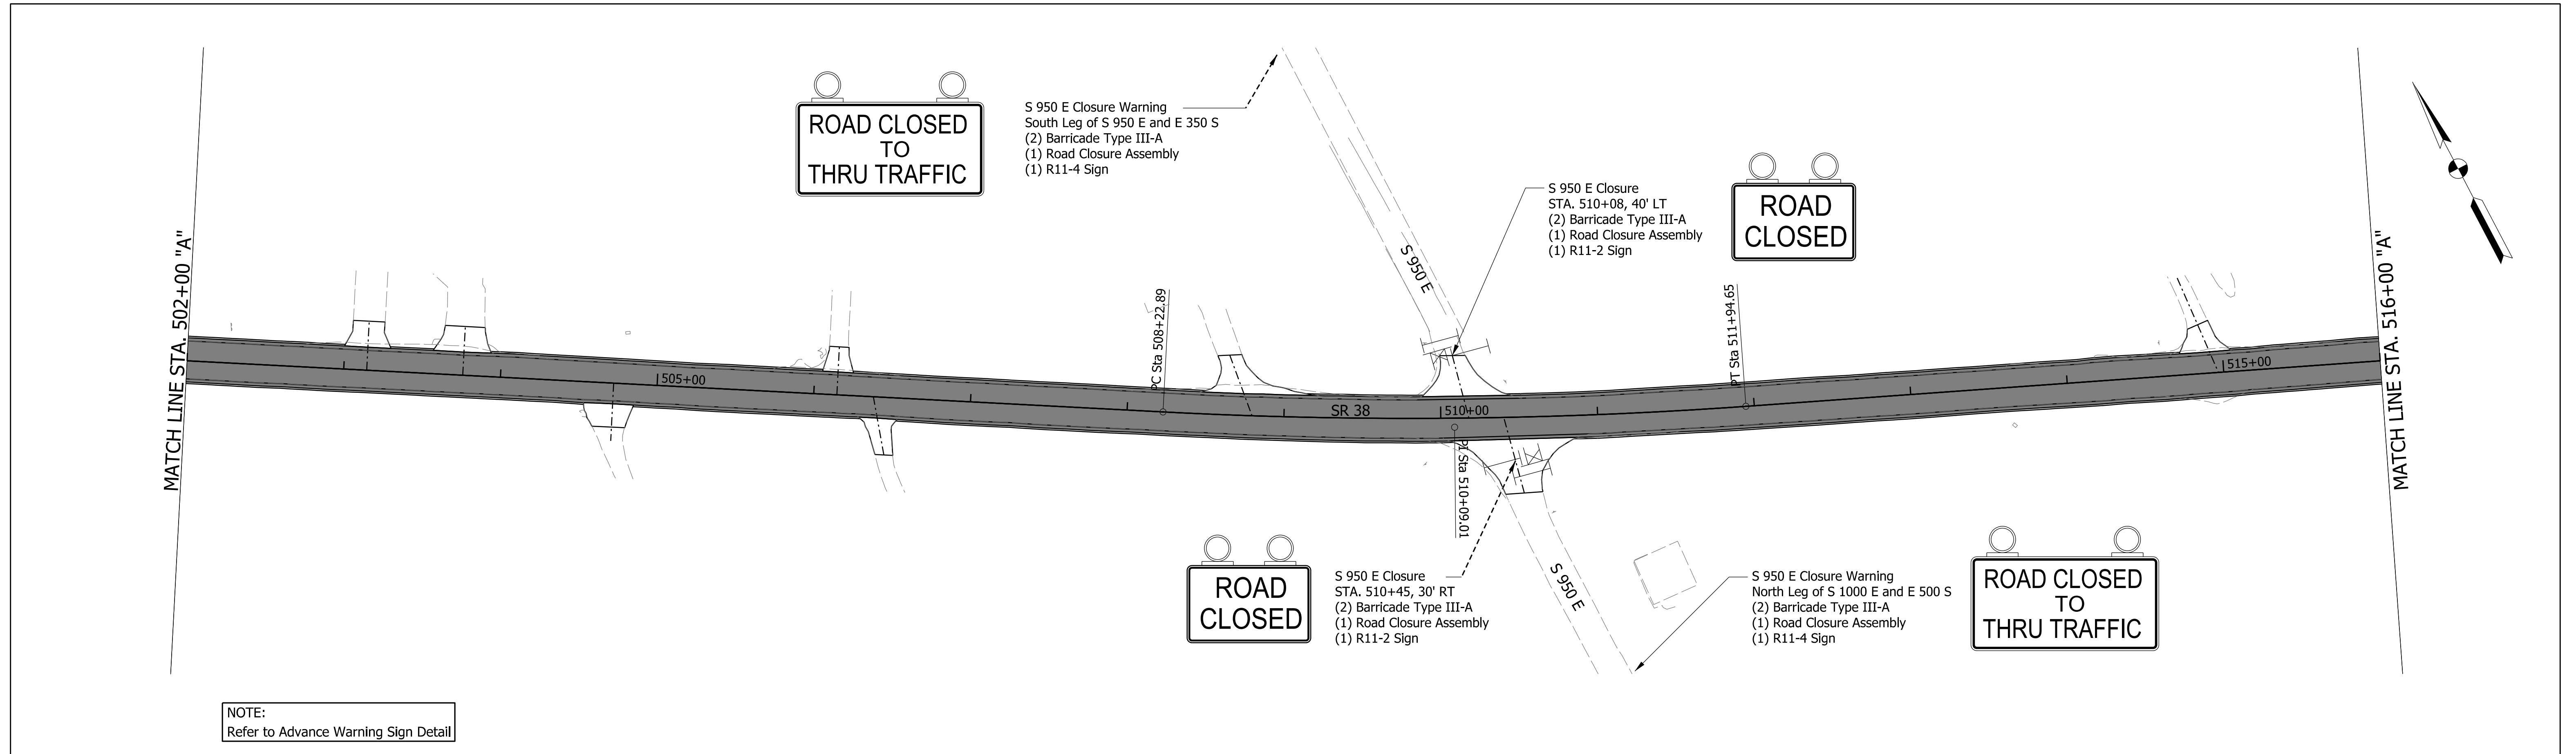 ROAD CLOSED
TO
THRU TRAFFIC
S 950 E Closure Warning
South Leg of S 950 E and E 350 S
(2) Barricade Type III-A
(1) Road Closure Assembly
(1) R11-4 Sign
S 950 E Closure
STA. 510+08, 40' LT
(2) Barricade Type III-A
(1) Road Closure Assembly
(1) R11-2 Sign
ROAD
CLOSED
MATCH LINE STA. 502+00 "A"
S 950 E
PC Sta 508+22.89
PT Sta 511+94.65
MATCH LINE STA. 516+00 "A"
505+00
SR 38
510+00
515+00
PI Sta 510+09.01
ROAD
CLOSED
S 950 E Closure
STA. 510+45, 30' RT
(2) Barricade Type III-A
(1) Road Closure Assembly
(1) R11-2 Sign
S 950 E
S 950 E Closure Warning
North Leg of S 1000 E and E 500 S
(2) Barricade Type III-A
(1) Road Closure Assembly
(1) R11-4 Sign
ROAD CLOSED
TO
THRU TRAFFIC
NOTE:
Refer to Advance Warning Sign Detail